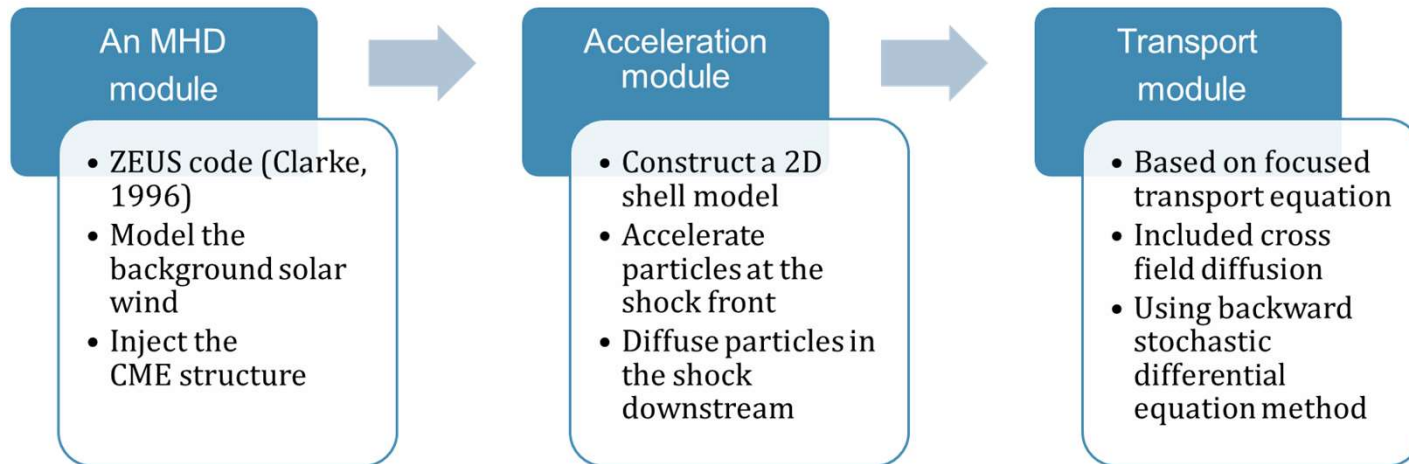 An MHD
module
• ZEUS code (Clarke,
1996)
• Model the
background solar
wind
• Inject the
CME structure
Acceleration
module
• Construct a 2D
shell model
• Accelerate
particles at the
shock front
• Diffuse particles in
the shock
downstream
Transport
module
• Based on focused
transport equation
• Included cross
field diffusion
• Using backward
stochastic
differential
equation method